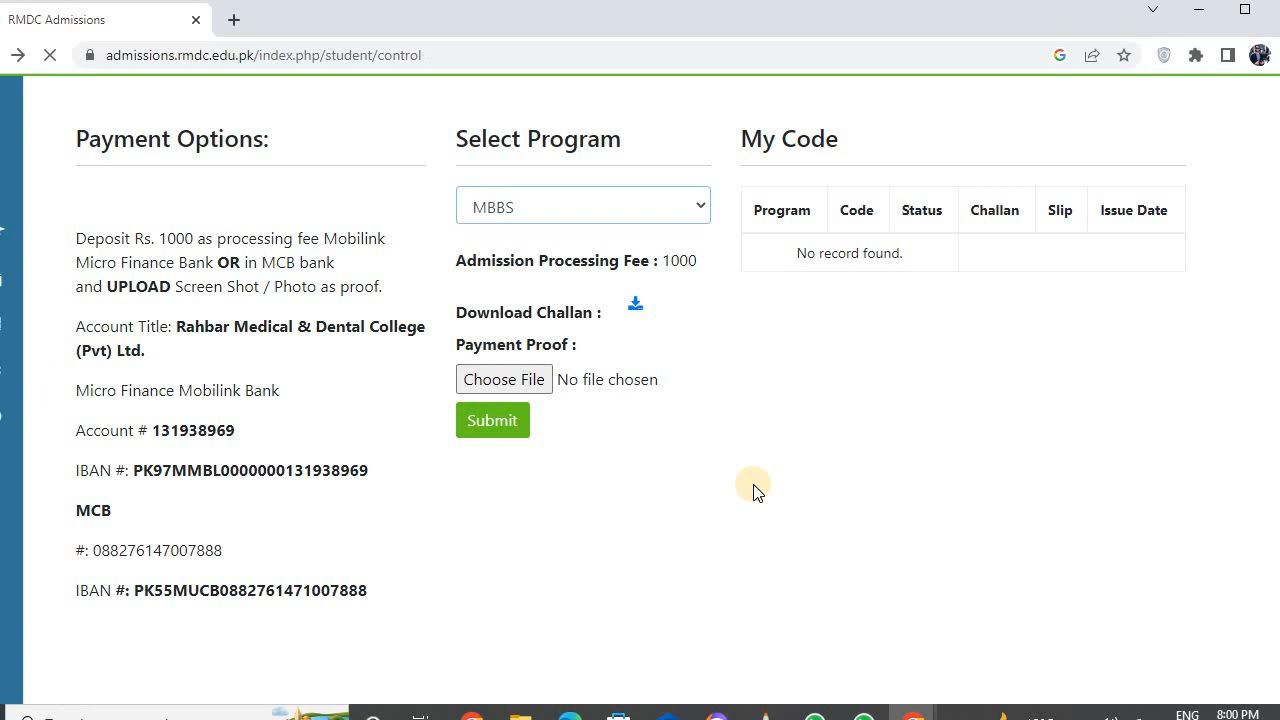 RMDC Admissions
admissions.rmdc.edu.pk/index.php/student/control
Payment Options:
Deposit Rs. 1000 as processing fee Mobilink
Micro Finance Bank OR in MCB bank
and UPLOAD Screen Shot / Photo as proof.
Account Title: Rahbar Medical & Dental College
(Pvt) Ltd.
Micro Finance Mobilink Bank
Account # 131938969
IBAN #: PK97MMBL0000000131938969
MCB
#: 088276147007888
IBAN #: PK55MUCB0882761471007888
Select Program
MBBS
Admission Processing Fee : 1000
Download Challan :
Payment Proof :
Choose File No file chosen
Submit
My Code
Program Code Status Challan Slip Issue Date
No record found.
ENG 8:00 PM